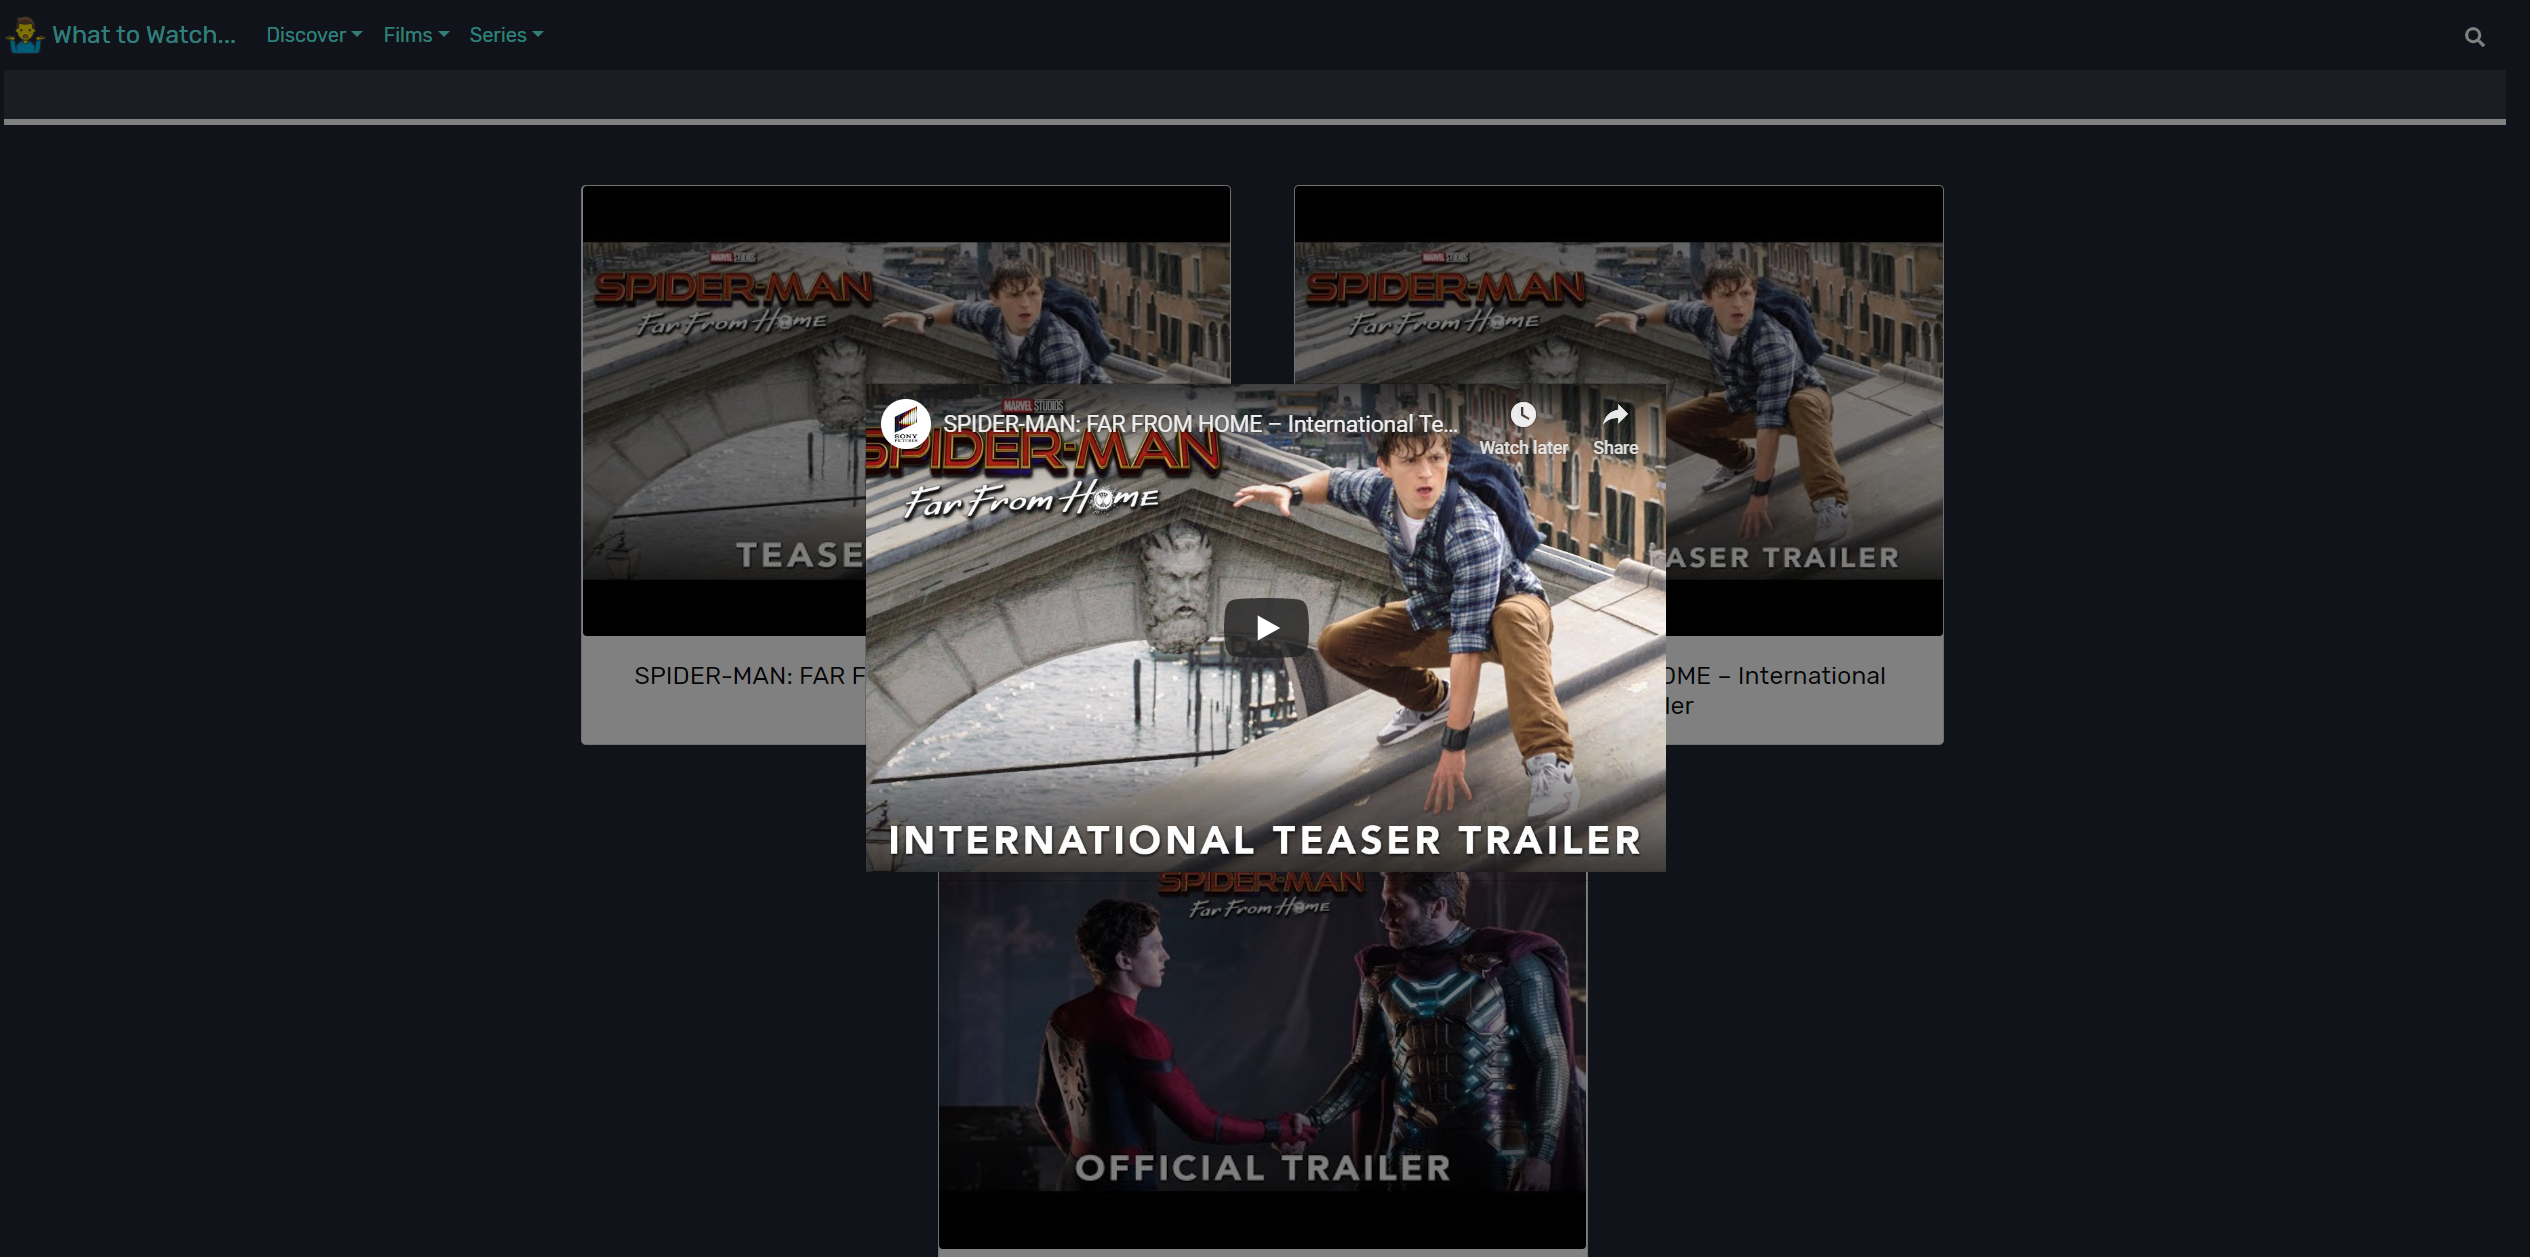 What to Watch...
Discover
Films
Series
MARVEL STUDIOS
SPIDER-MAN
Far From Home
TEASE
SPIDER-MAN: FAR F
MARVEL STUDIOS
SPIDER-MAN
Far From Home
ASER TRAILER
OME – International
ler
SONY
PICTURES
SPIDER-MAN: FAR FROM HOME – International Te...
Watch later
Share
MARVEL STUDIOS
SPIDER-MAN
Far From Home
INTERNATIONAL TEASER TRAILER
SPIDER-MAN
Far From Home
OFFICIAL TRAILER